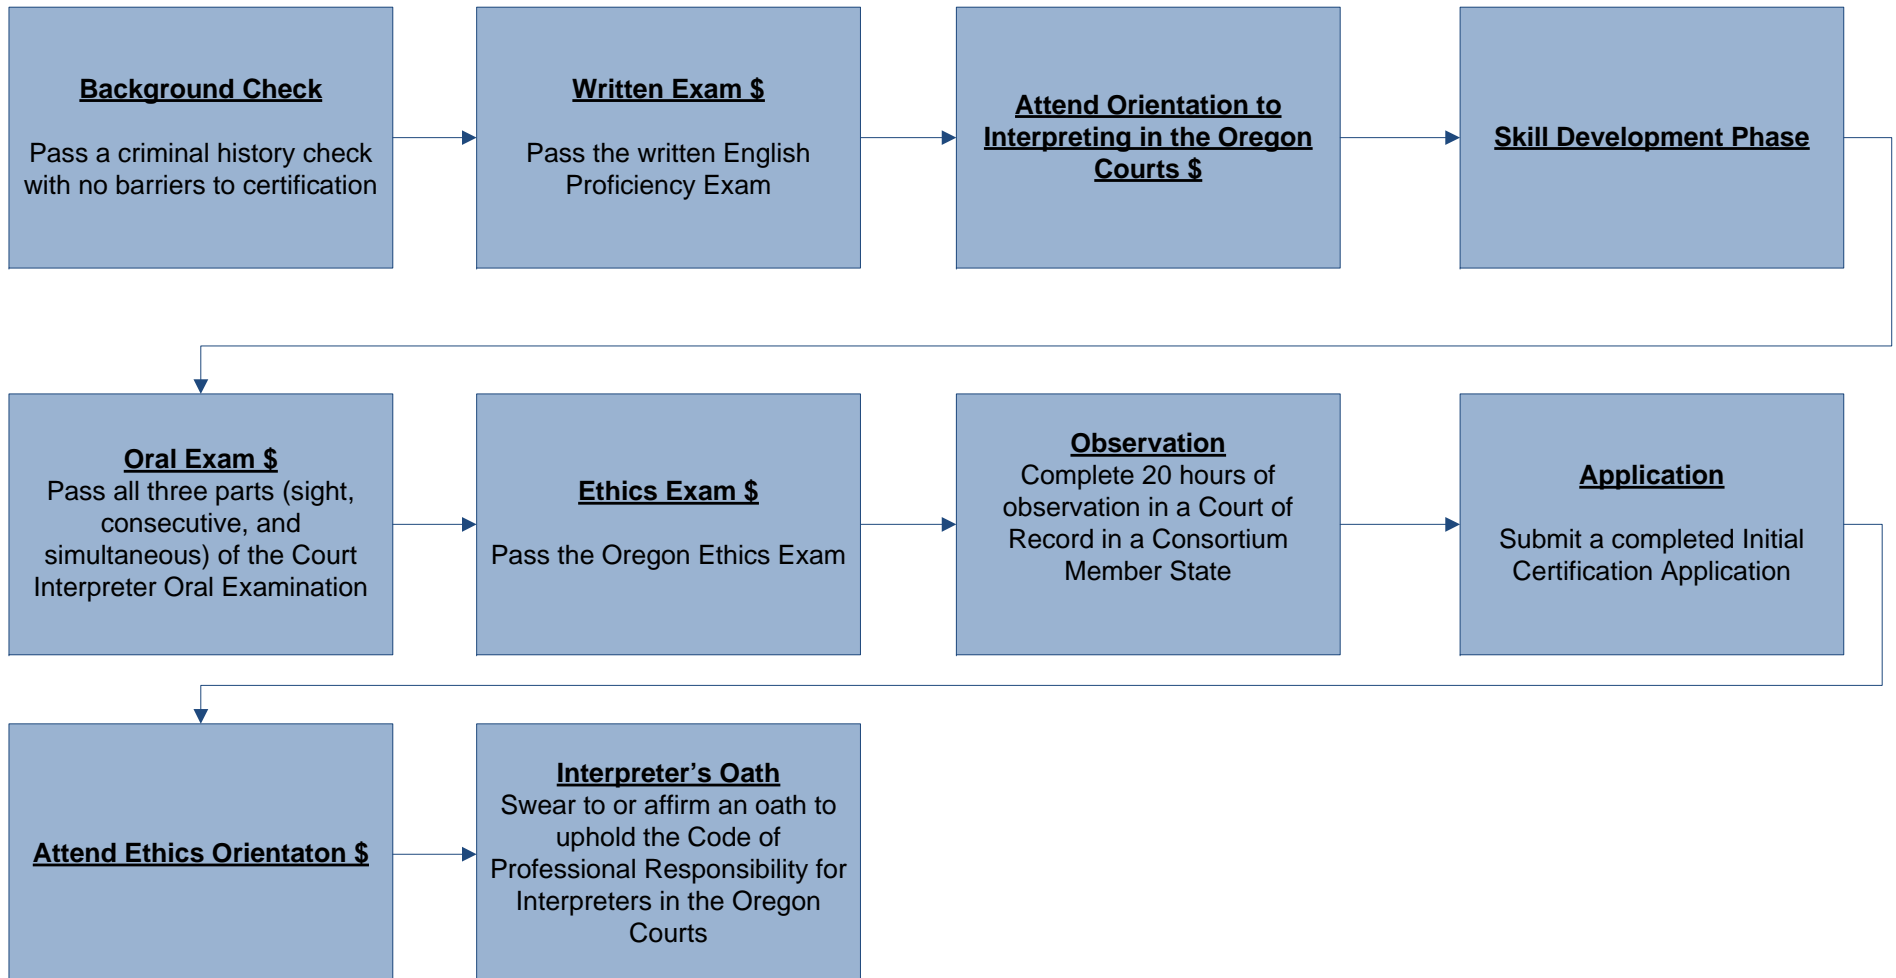 Background Check
Pass a criminal history check
with no barriers to certification
Written Exam $
Pass the written English
Proficiency Exam
Attend Orientation to
Interpreting in the Oregon
Courts $
Skill Development Phase
Oral Exam $
Pass all three parts (sight,
consecutive, and
simultaneous) of the Court
Interpreter Oral Examination
Ethics Exam $
Pass the Oregon Ethics Exam
Observation
Complete 20 hours of
observation in a Court of
Record in a Consortium
Member State
Application
Submit a completed Initial
Certification Application
Attend Ethics Orientaton $
Interpreter’s Oath
Swear to or affirm an oath to
uphold the Code of
Professional Responsibility for
Interpreters in the Oregon
Courts